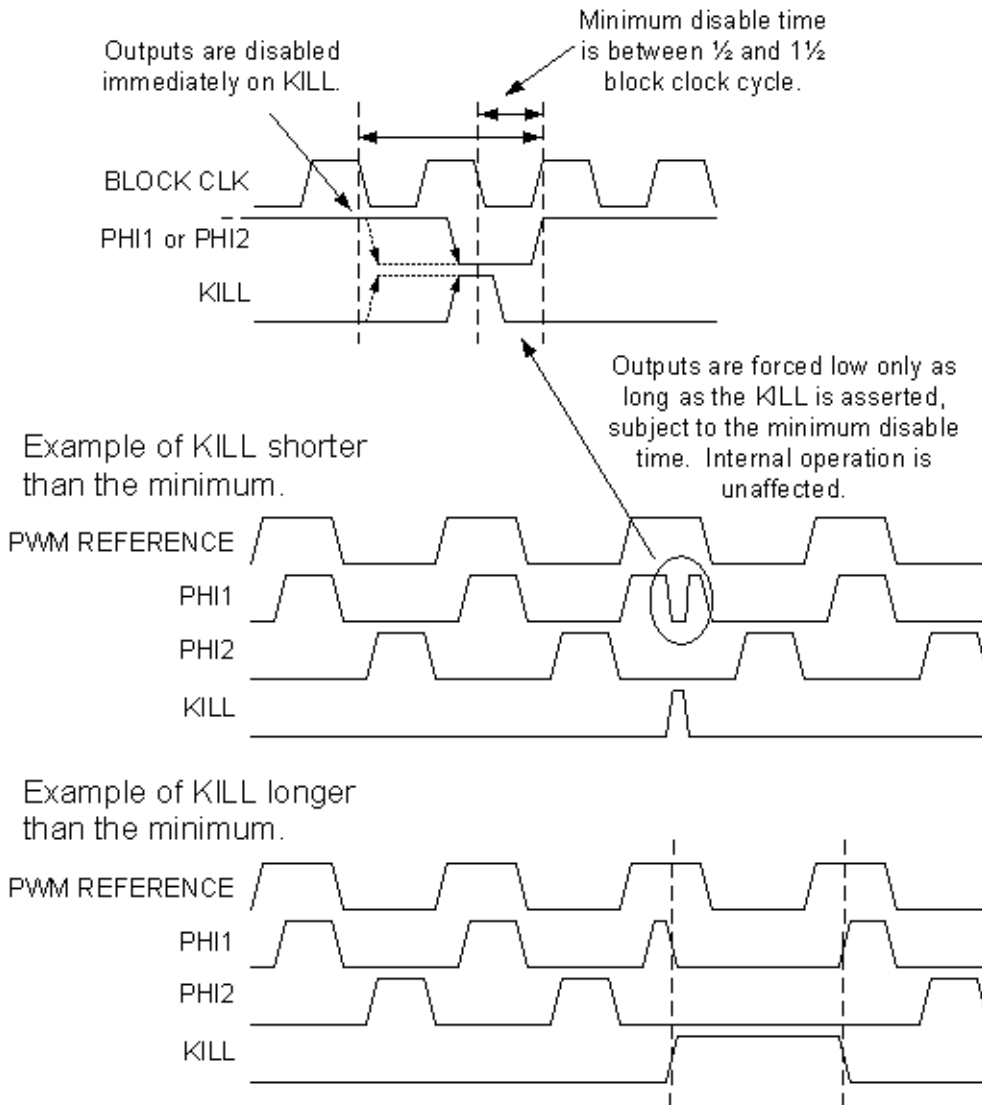 Minimum disable time
is between ½ and 1½
block clock cycle.
Outputs are disabled
immediately on KILL.
BLOCK CLK
PHI1 or PHI2
KILL
Outputs are forced low only as
long as the KILL is asserted,
subject to the minimum disable
time. Internal operation is
unaffected.
Example of KILL shorter
than the minimum.
PWM REFERENCE
PHI1
PHI2
KILL
Example of KILL longer
than the minimum.
PWM REFERENCE
PHI1
PHI2
KILL